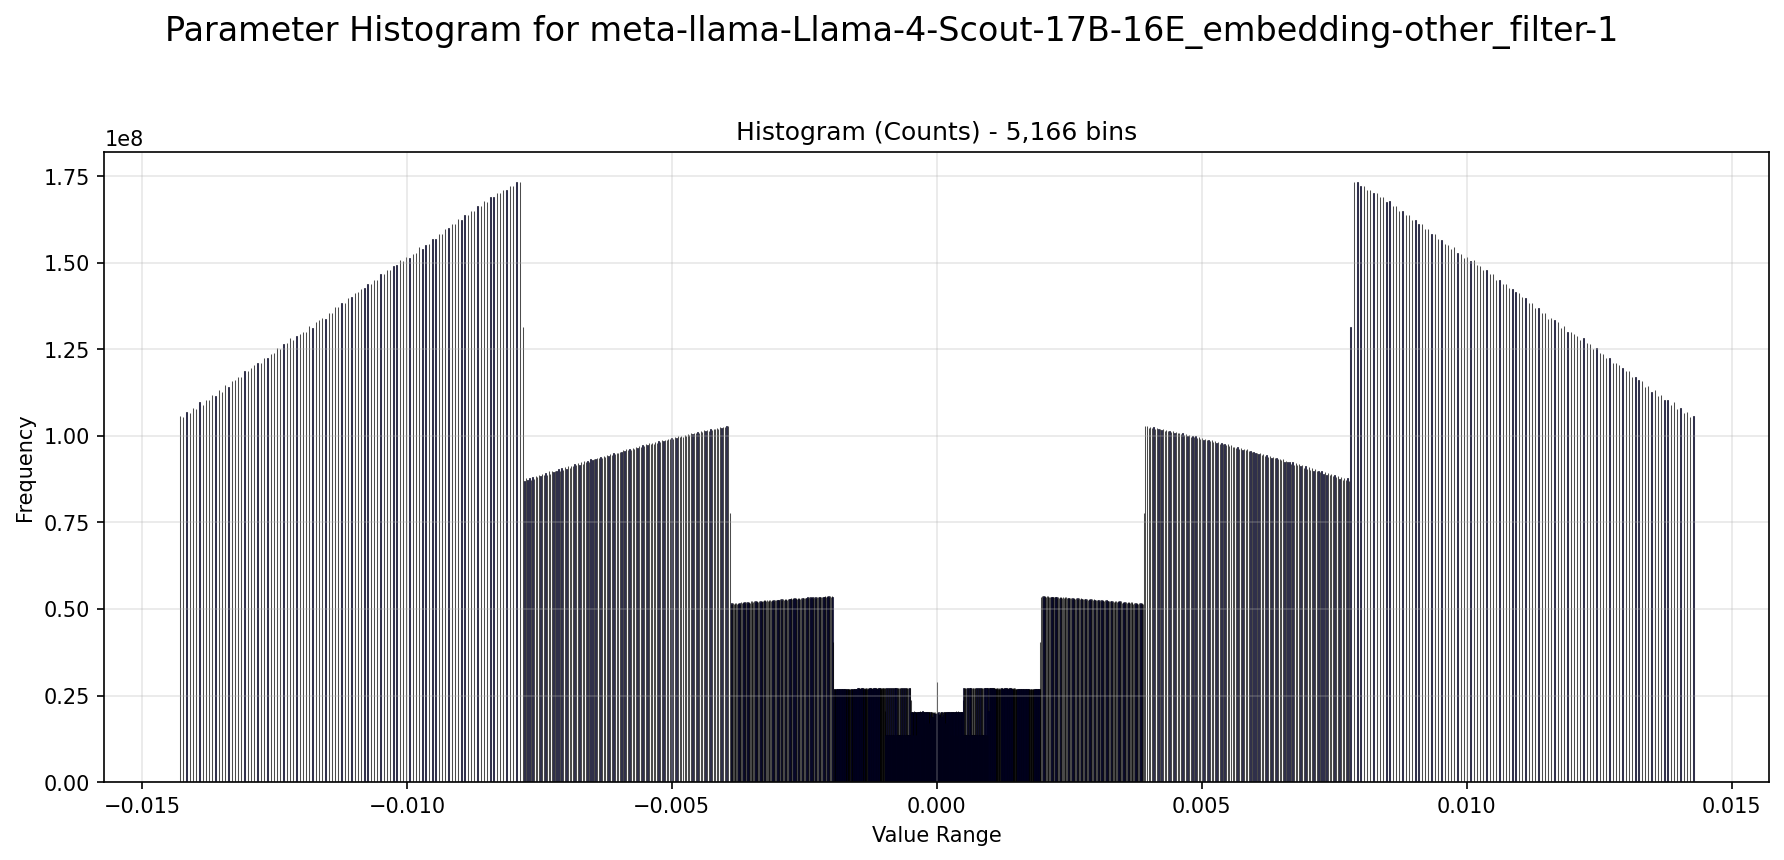 Parameter Histogram for meta-llama-Llama-4-Scout-17B-16E_embedding-other_filter-1
Histogram (Counts) - 5,166 bins
1e8
1.75
1.50
1.25
1.00
0.75
0.50
0.25
0.00
Frequency
−0.015 −0.010 −0.005 0.000 0.005 0.010 0.015
Value Range